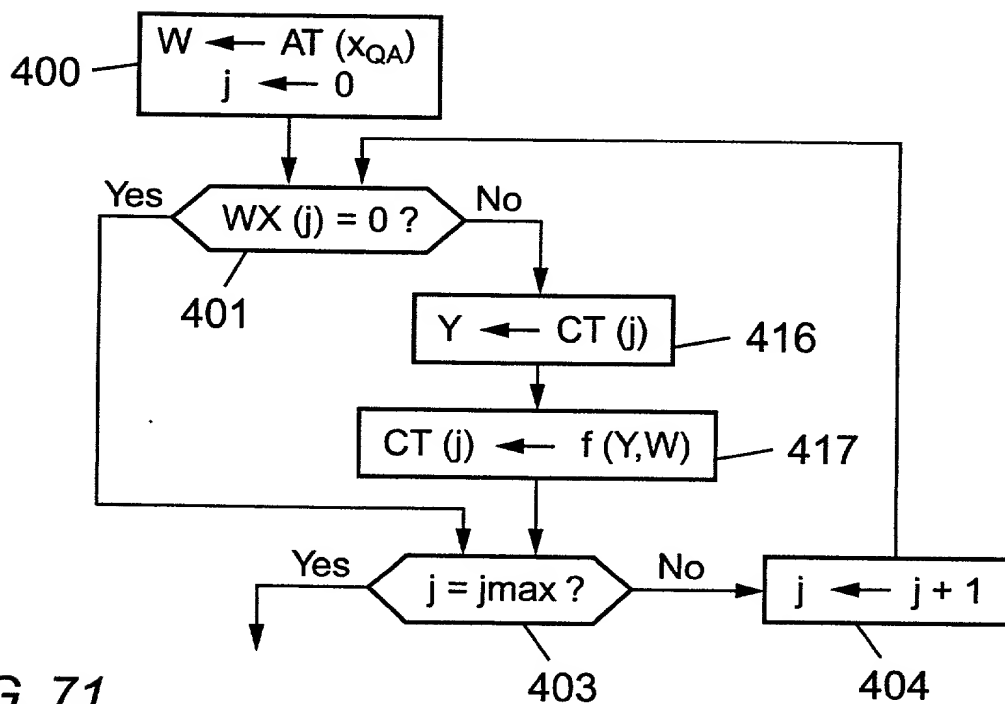 W ← AT (xQA)
j ← 0
400
Yes
WX (j) = 0 ?
No
401
Y ← CT (j)
416
CT (j) ← f (Y,W)
417
Yes
j = jmax ?
No
j ← j + 1
403
404
G. 71